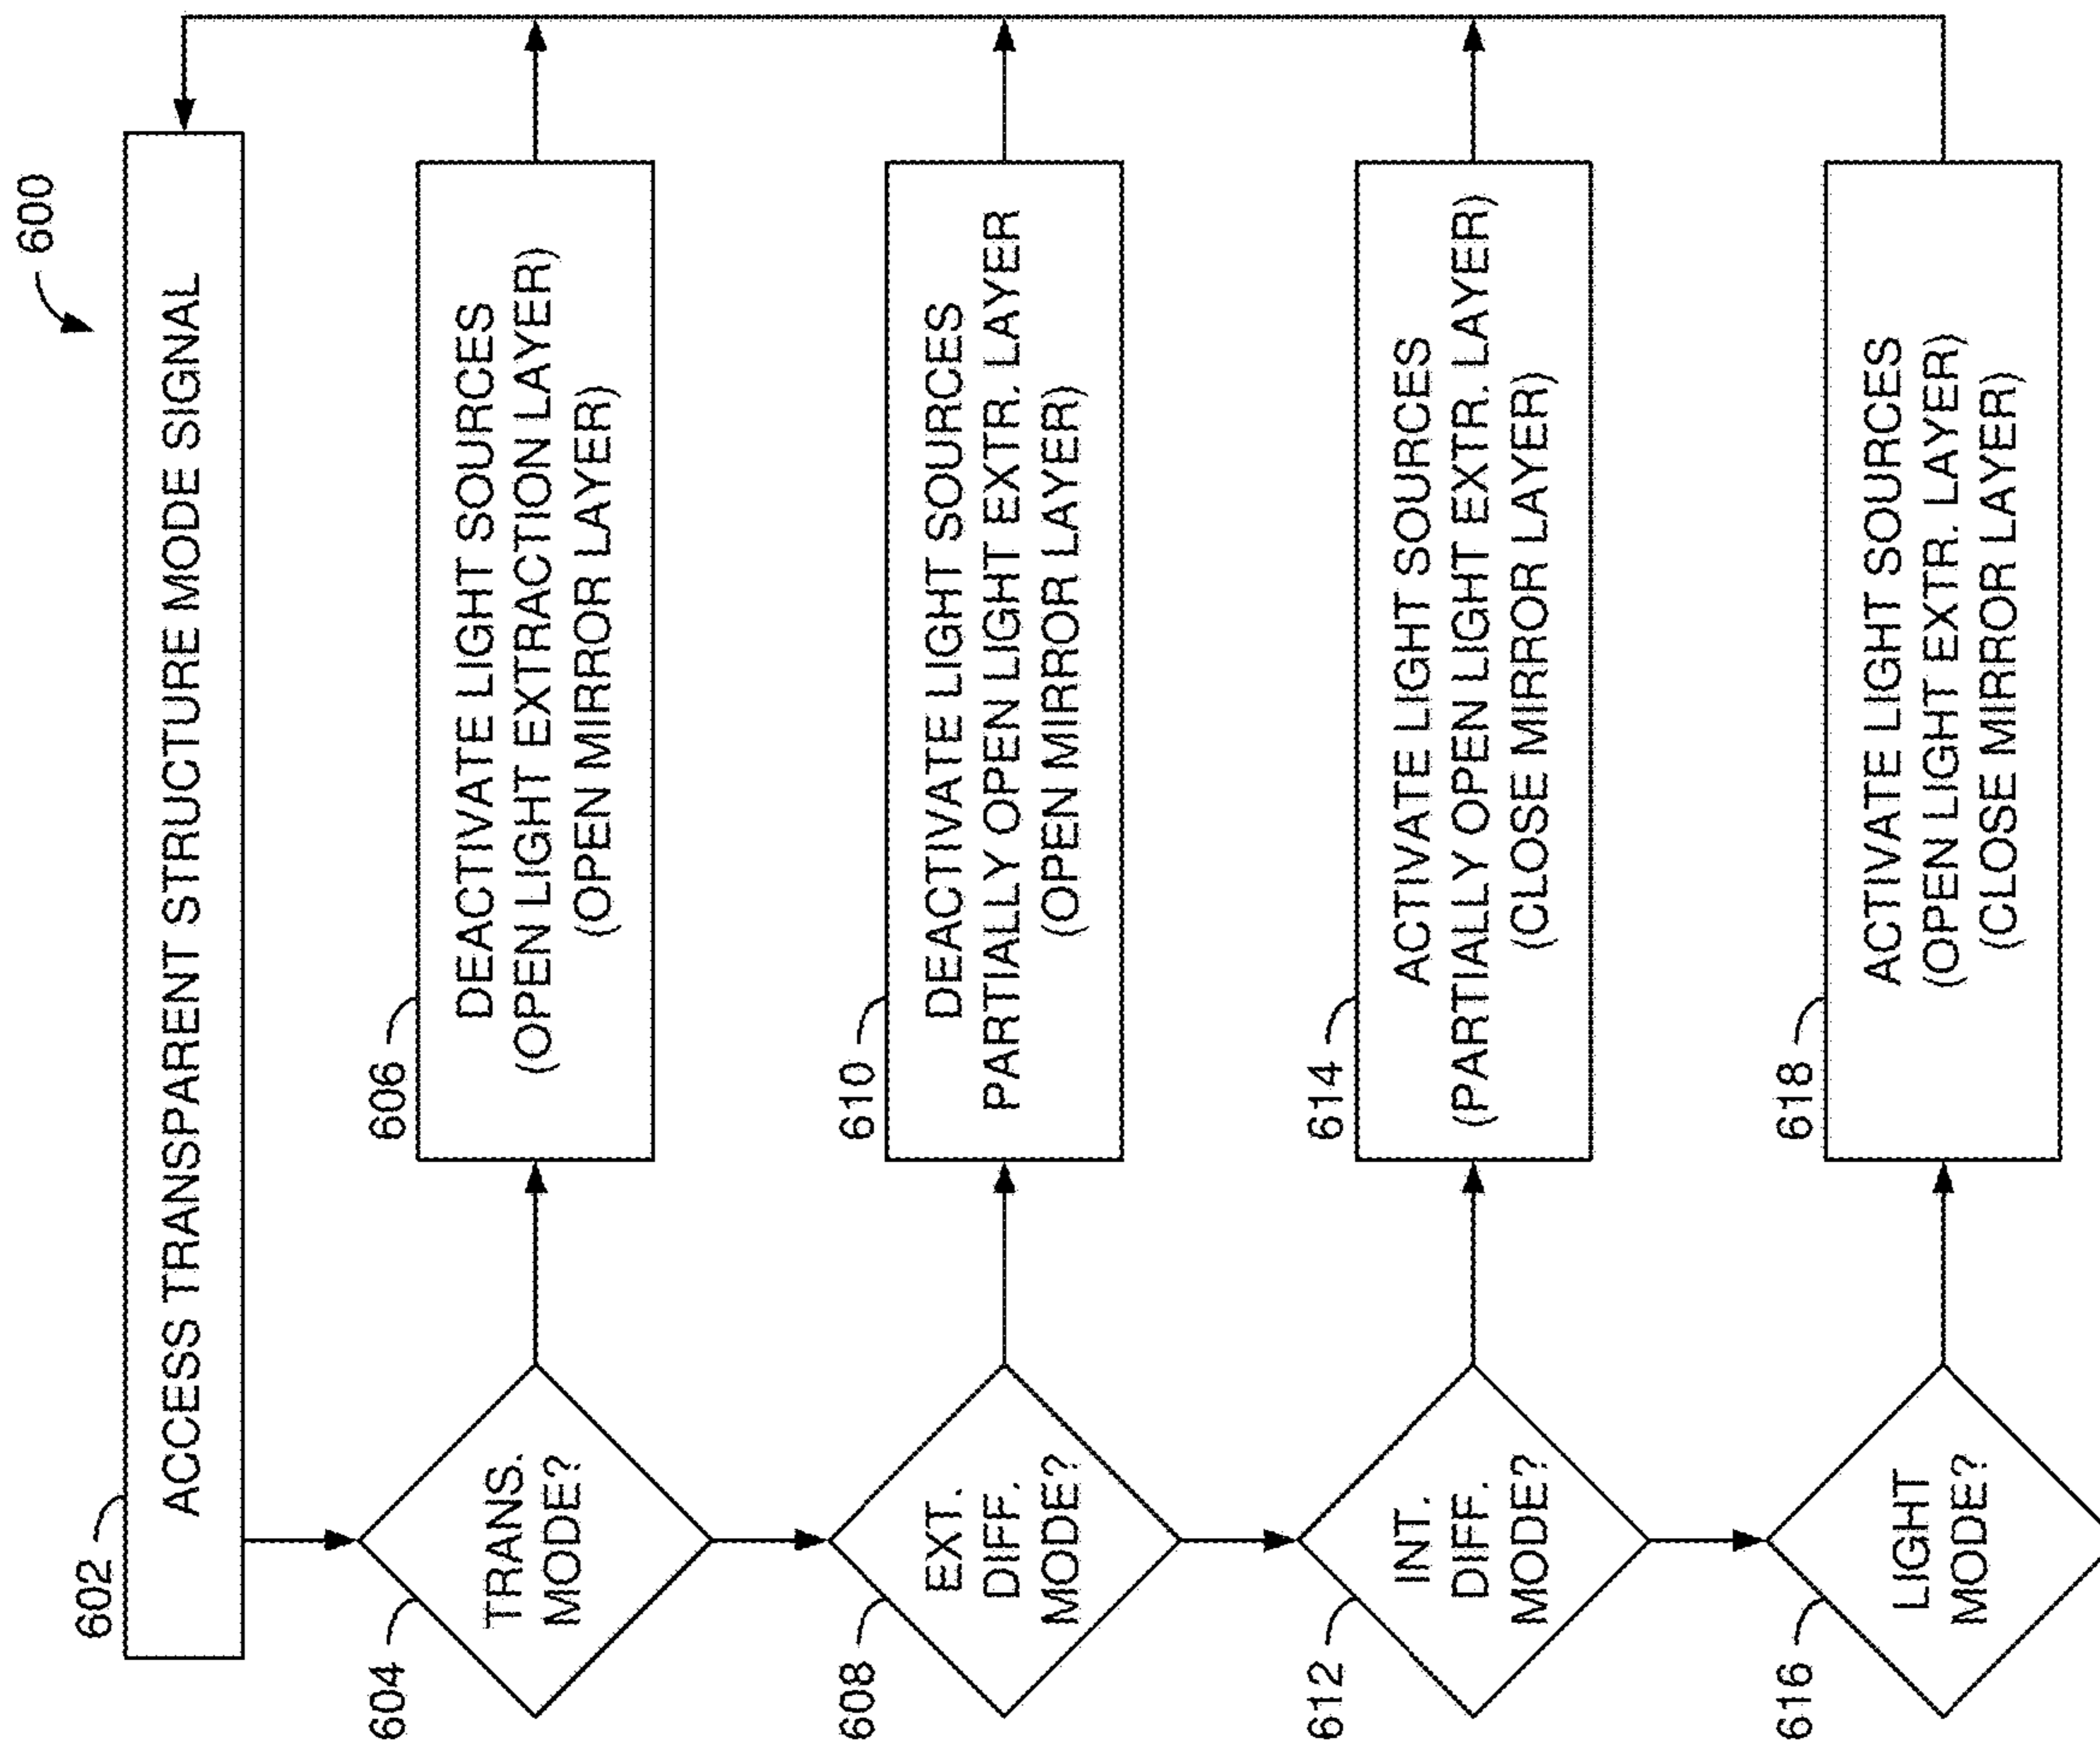 600
602
ACCESS TRANSPARENT STRUCTURE MODE SIGNAL
604
TRANS.
MODE?
606
DEACTIVATE LIGHT SOURCES
(OPEN LIGHT EXTRACTION LAYER)
(OPEN MIRROR LAYER)
608
EXT.
DIFF.
MODE?
610
DEACTIVATE LIGHT SOURCES
PARTIALLY OPEN LIGHT EXTR. LAYER
(OPEN MIRROR LAYER)
612
INT.
DIFF.
MODE?
614
ACTIVATE LIGHT SOURCES
(PARTIALLY OPEN LIGHT EXTR. LAYER)
(CLOSE MIRROR LAYER)
616
LIGHT
MODE?
618
ACTIVATE LIGHT SOURCES
(OPEN LIGHT EXTR. LAYER)
(CLOSE MIRROR LAYER)